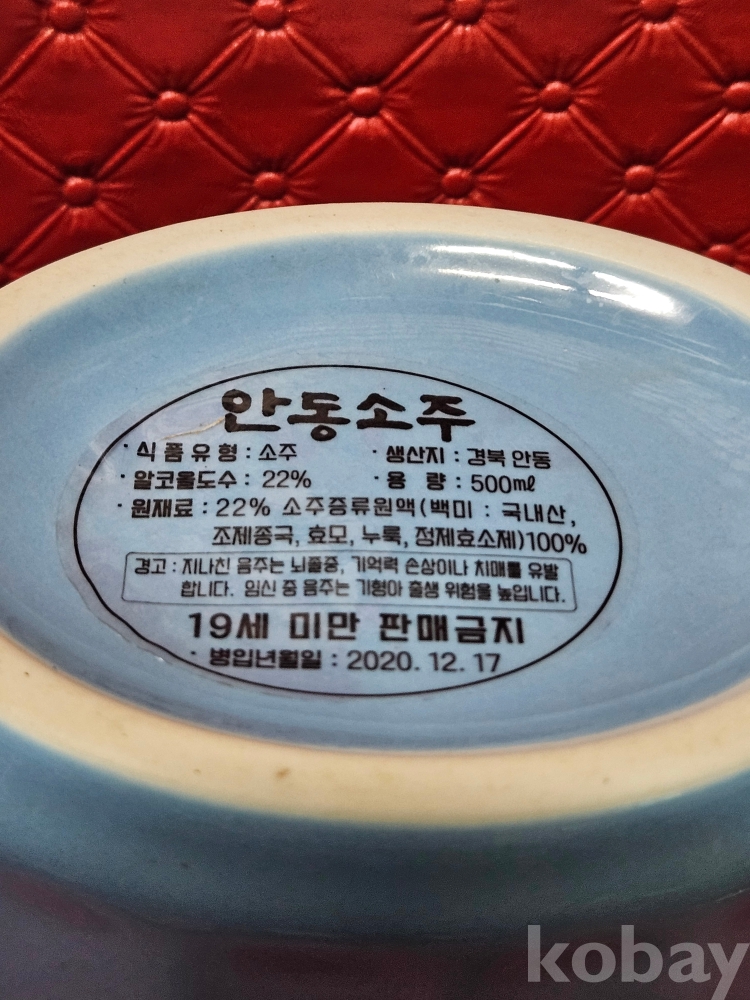 안동소주
· 식품유형 : 소주 · 생산지 : 경북 안동
· 알코올도수 : 22% · 용 량 : 500㎖
· 원재료 : 22% 소주증류원액(백미 : 국내산,
조제종국, 효모, 누룩, 정제효소제)100%
경고 : 지나친 음주는 뇌졸중, 기억력 손상이나 치매를 유발
합니다. 임신 중 음주는 기형아 출생 위험을 높입니다.
19세 미만 판매금지
· 병입년월일 : 2020. 12. 17
kobay